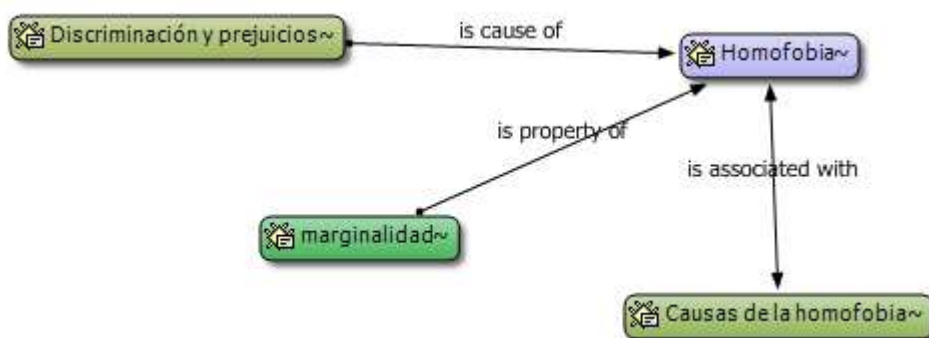 Discriminación y prejuicios~
is cause of
Homofobia~
is property of
is associated with
marginalidad~
Causas de la homofobia~